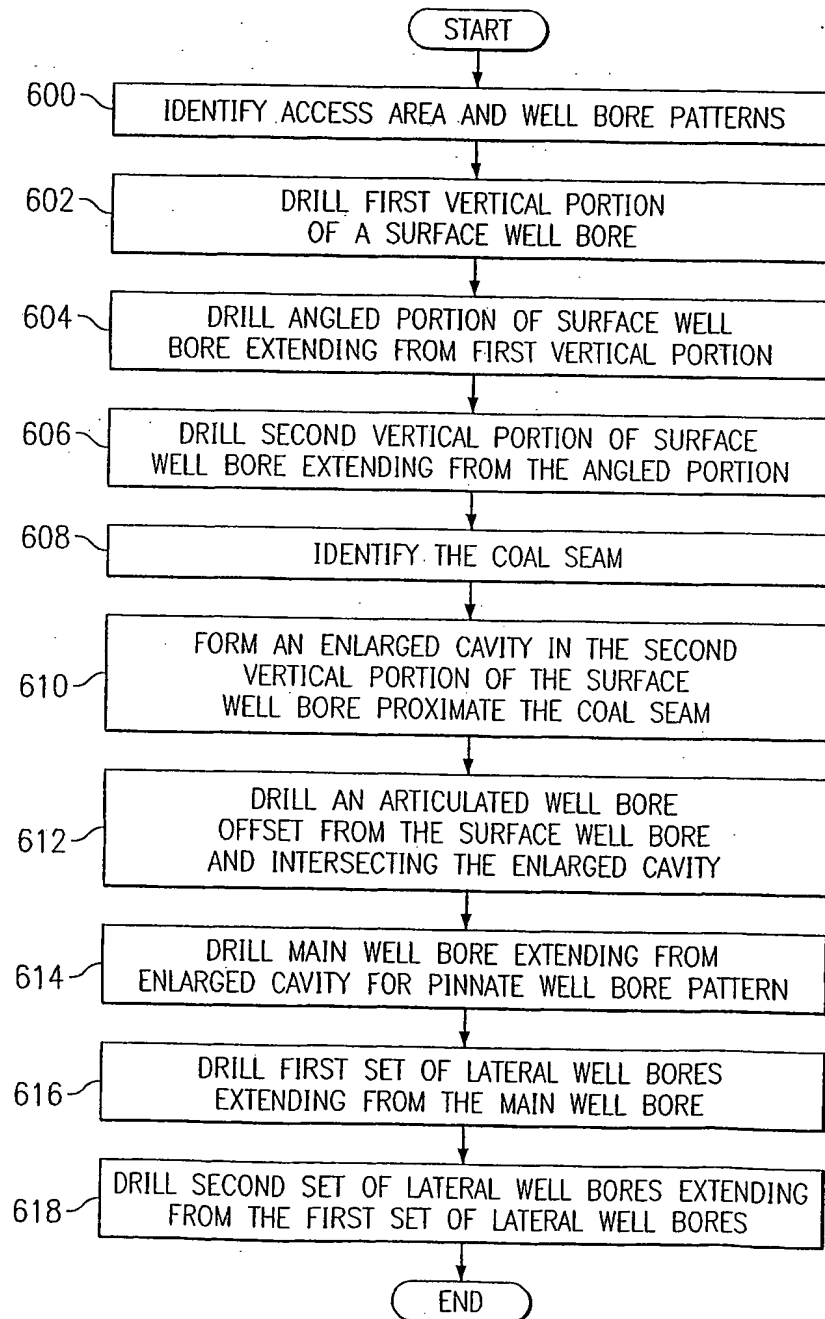 START
600
IDENTIFY ACCESS AREA AND WELL BORE PATTERNS
602
DRILL FIRST VERTICAL PORTION
OF A SURFACE WELL BORE
604
DRILL ANGLED PORTION OF SURFACE WELL
BORE EXTENDING FROM FIRST VERTICAL PORTION
606
DRILL SECOND VERTICAL PORTION OF SURFACE
WELL BORE EXTENDING FROM THE ANGLED PORTION
608
IDENTIFY THE COAL SEAM
610
FORM AN ENLARGED CAVITY IN THE SECOND
VERTICAL PORTION OF THE SURFACE
WELL BORE PROXIMATE THE COAL SEAM
612
DRILL AN ARTICULATED WELL BORE
OFFSET FROM THE SURFACE WELL BORE
AND INTERSECTING THE ENLARGED CAVITY
614
DRILL MAIN WELL BORE EXTENDING FROM
ENLARGED CAVITY FOR PINNATE WELL BORE PATTERN
616
DRILL FIRST SET OF LATERAL WELL BORES
EXTENDING FROM THE MAIN WELL BORE
618
DRILL SECOND SET OF LATERAL WELL BORES EXTENDING
FROM THE FIRST SET OF LATERAL WELL BORES
END